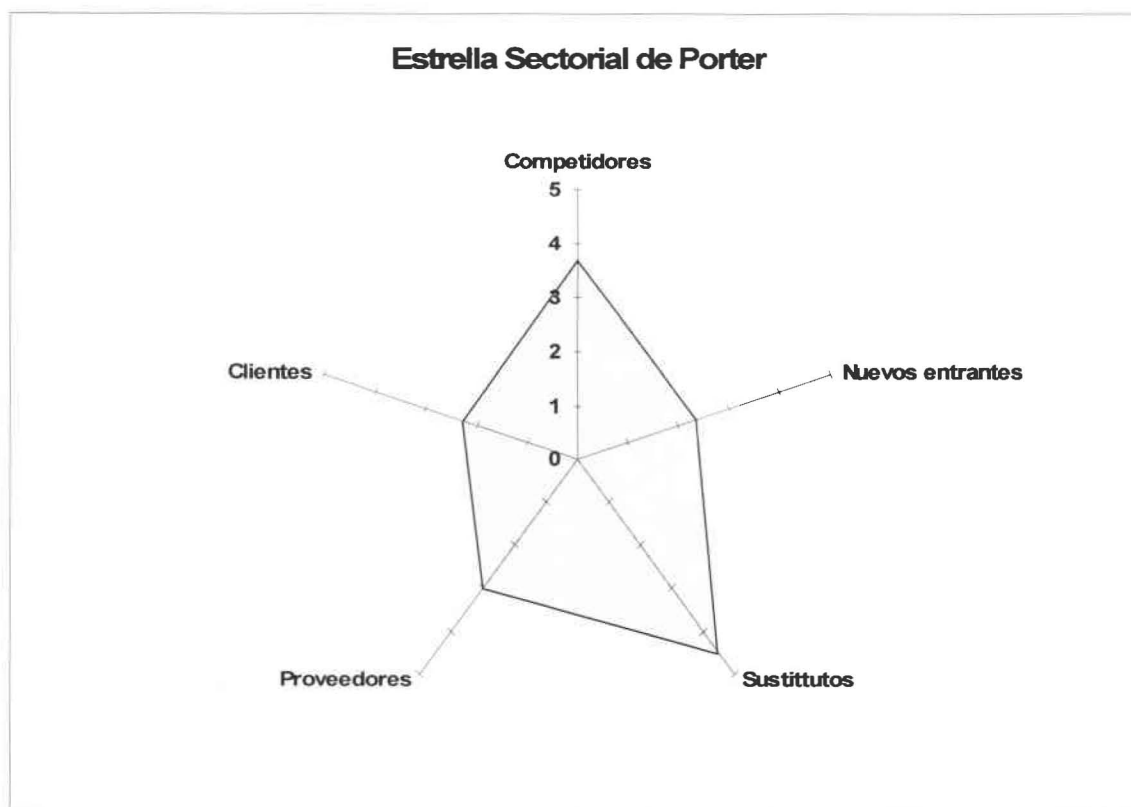 Estrella Sectorial de Porter
Competidores
5
4
3
2
1
0
Clientes
Nuevos entrantes
Proveedores
Sustittutos